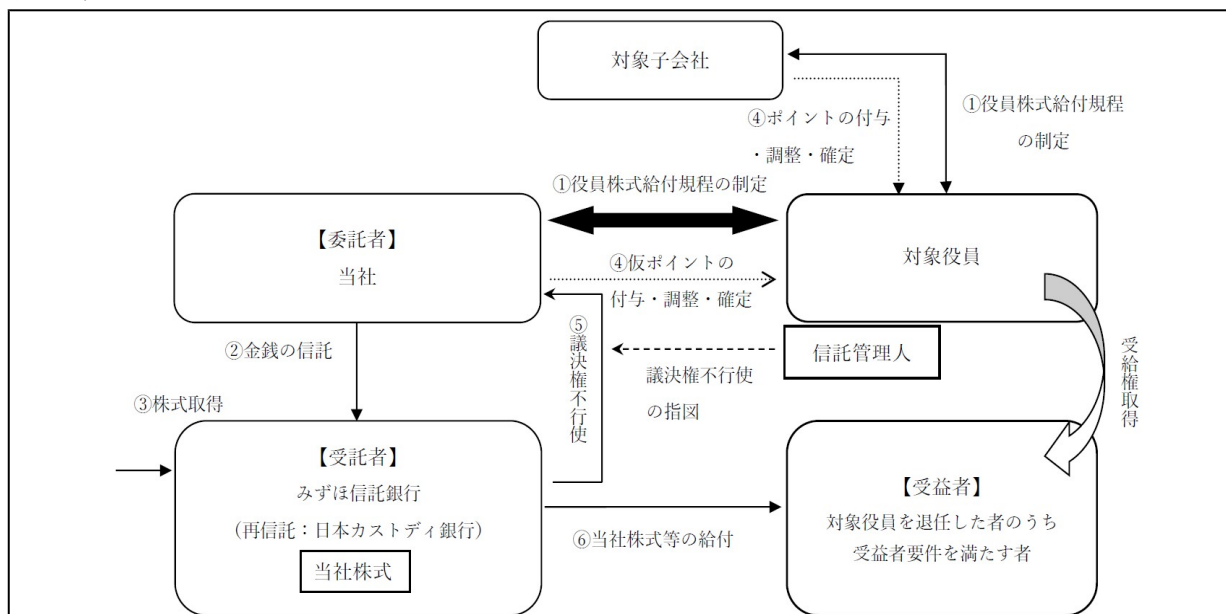 対象子会社
①役員株式給付規程
の制定
④ポイントの付与
・調整・確定
①役員株式給付規程の制定
【委託者】
当社
対象役員
④仮ポイントの
付与・調整・確定
②金銭の信託
⑤議決権不行使
信託管理人
議決権不行使
の指図
受給権取得
③株式取得
【受託者】
みずほ信託銀行
(再信託:日本カストディ銀行)
当社株式
⑥当社株式等の給付
【受益者】
対象役員を退任した者のうち
受益者要件を満たす者